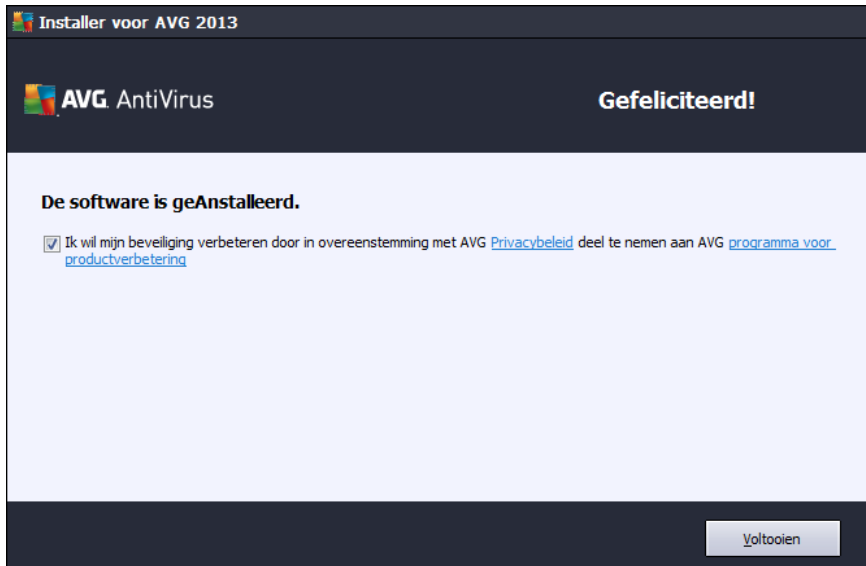 Installer voor AVG 2013
AVG. AntiVirus
Gefeliciteerd!
De software is geAnstalleerd.
Ik wil mijn beveiliging verbeteren door in overeenstemming met AVG Privacybeleid deel te nemen aan AVG programma voor
productverbetering
Voltooien